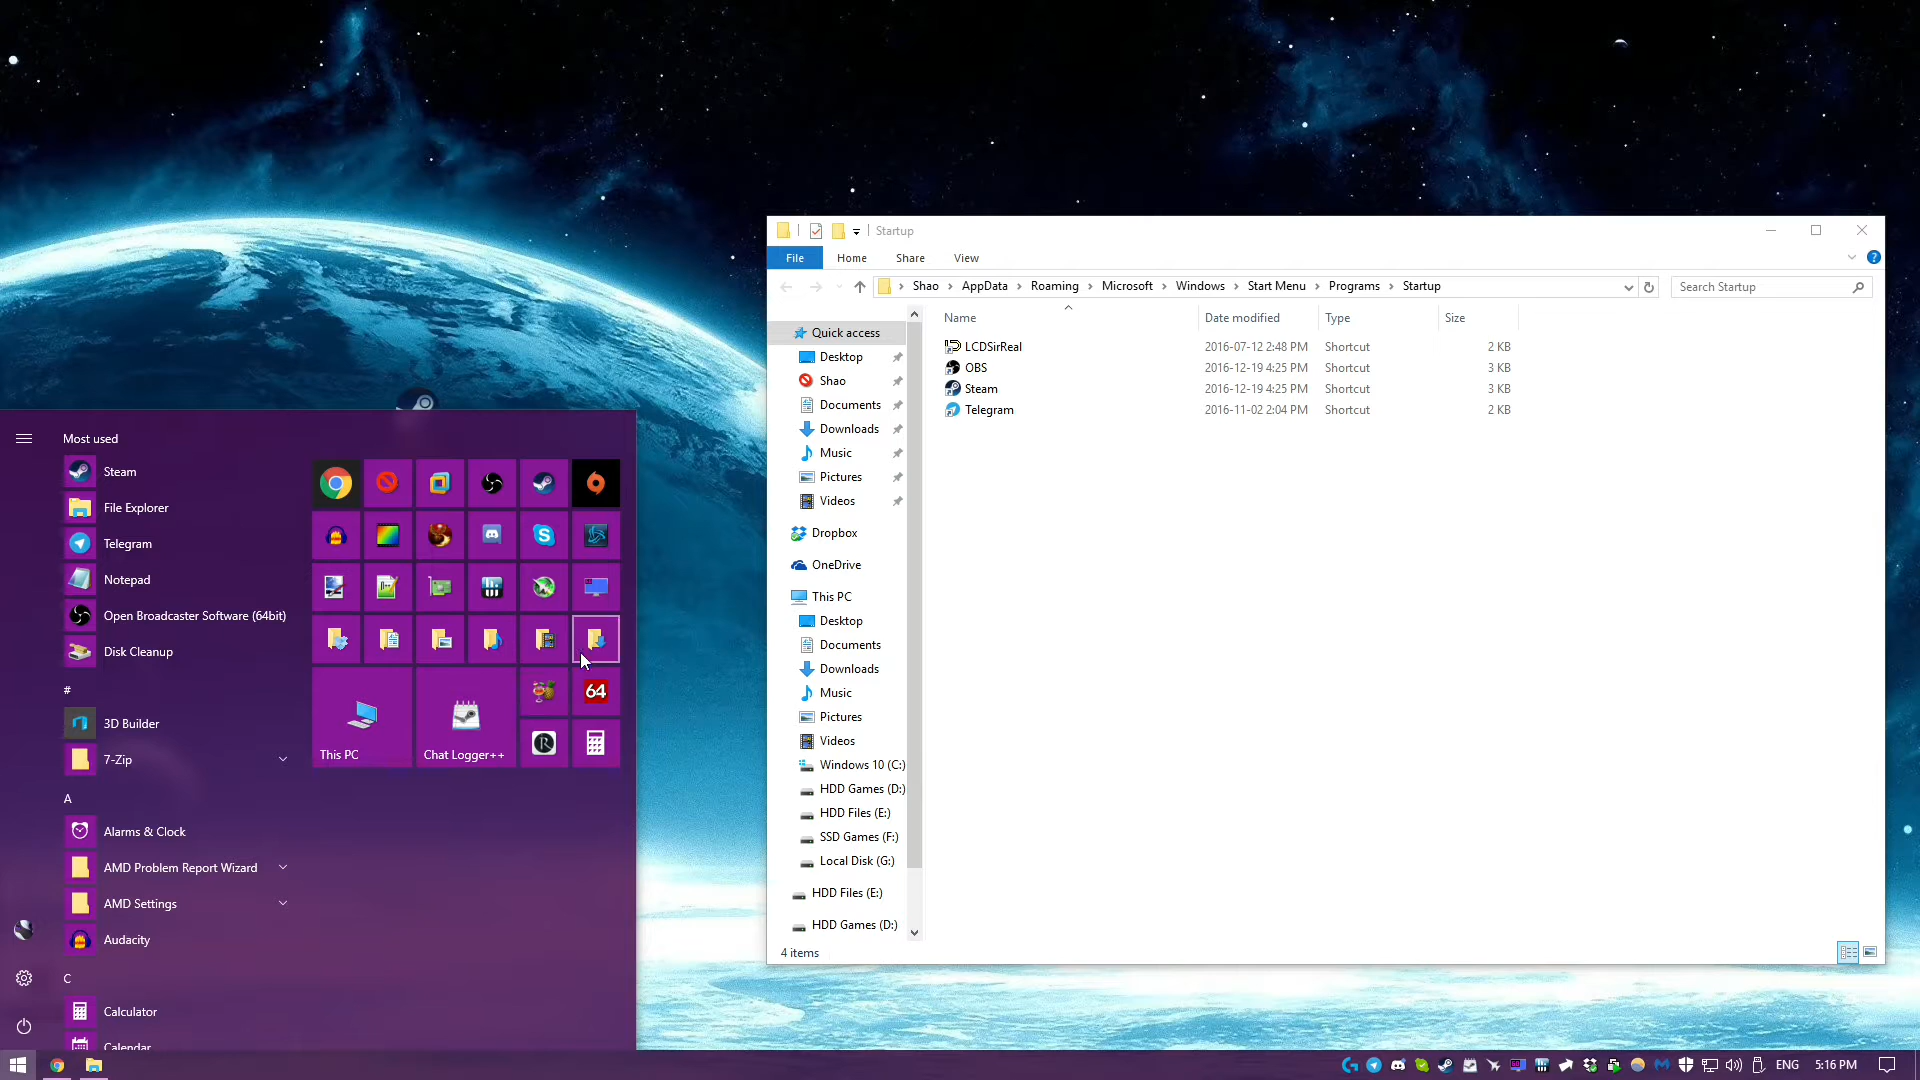 Startup
File Home Share View
Shao AppData Roaming Microsoft Windows Start Menu Programs Startup
Search Startup
Name Date modified Type Size
LCDSirReal 2016-07-12 2:48 PM Shortcut 2 KB
OBS 2016-12-19 4:25 PM Shortcut 3 KB
Steam 2016-12-19 4:25 PM Shortcut 3 KB
Telegram 2016-11-02 2:04 PM Shortcut 2 KB
Quick access
Desktop
Shao
Documents
Downloads
Music
Pictures
Videos
Dropbox
OneDrive
This PC
Desktop
Documents
Downloads
Music
Pictures
Videos
Windows 10 (C:)
HDD Games (D:)
HDD Files (E:)
SSD Games (F:)
Local Disk (G:)
HDD Files (E:)
HDD Games (D:)
4 items
Most used
Steam
File Explorer
Telegram
Notepad
Open Broadcaster Software (64bit)
Disk Cleanup
#
3D Builder
7-Zip
A
Alarms & Clock
AMD Problem Report Wizard
AMD Settings
Audacity
C
Calculator
Calendar
64
This PC
Chat Logger++
ENG 5:16 PM